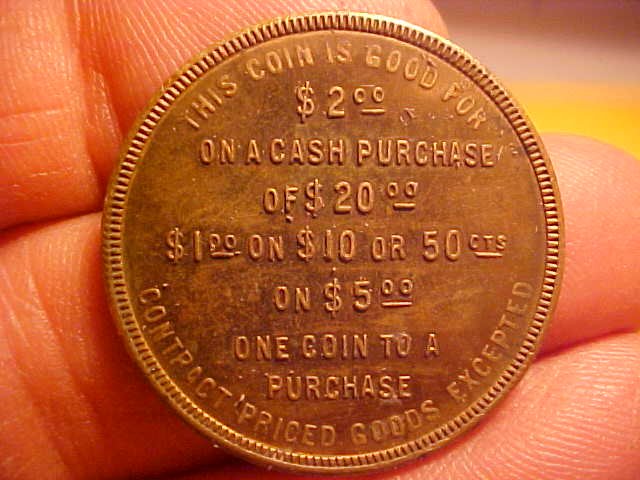 THIS COIN IS GOOD FOR
$2.00
ON A CASH PURCHASE
OF $20.00
$1.00 ON $10 OR 50 CTS
ON $5.00
ONE COIN TO A
PURCHASE
CONTRACT PRICED GOODS EXCEPTED